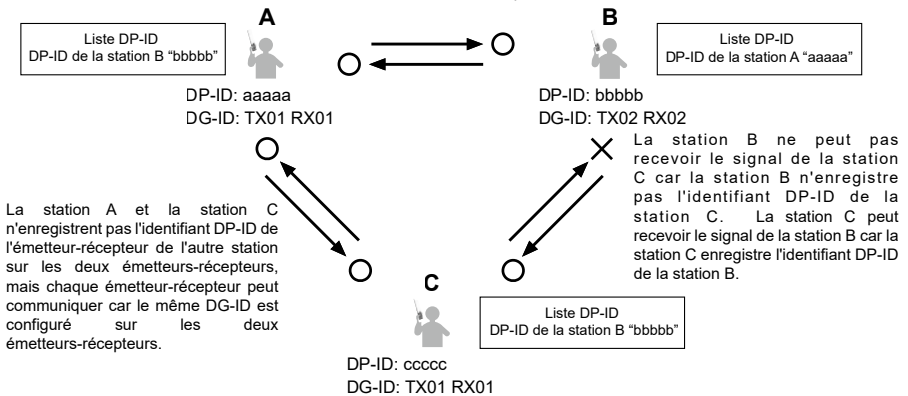 A
Liste DP-ID
DP-ID de la station B “bbbbb”
DP-ID: aaaaa
DG-ID: TX01 RX01
B
Liste DP-ID
DP-ID de la station A “aaaaa”
DP-ID: bbbbb
DG-ID: TX02 RX02
La station B ne peut pas
recevoir le signal de la station
C car la station B n'enregistre
pas l'identifiant DP-ID de la
station C. La station C peut
recevoir le signal de la station B car la
station C enregistre l'identifiant DP-ID
de la station B.
La station A et la station C
n'enregistrent pas l'identifiant DP-ID de
l'émetteur-récepteur de l'autre station
sur les deux émetteurs-récepteurs,
mais chaque émetteur-récepteur peut
communiquer car le même DG-ID est
configuré sur les deux
émetteurs-récepteurs.
C
Liste DP-ID
DP-ID de la station B “bbbbb”
DP-ID: ccccc
DG-ID: TX01 RX01